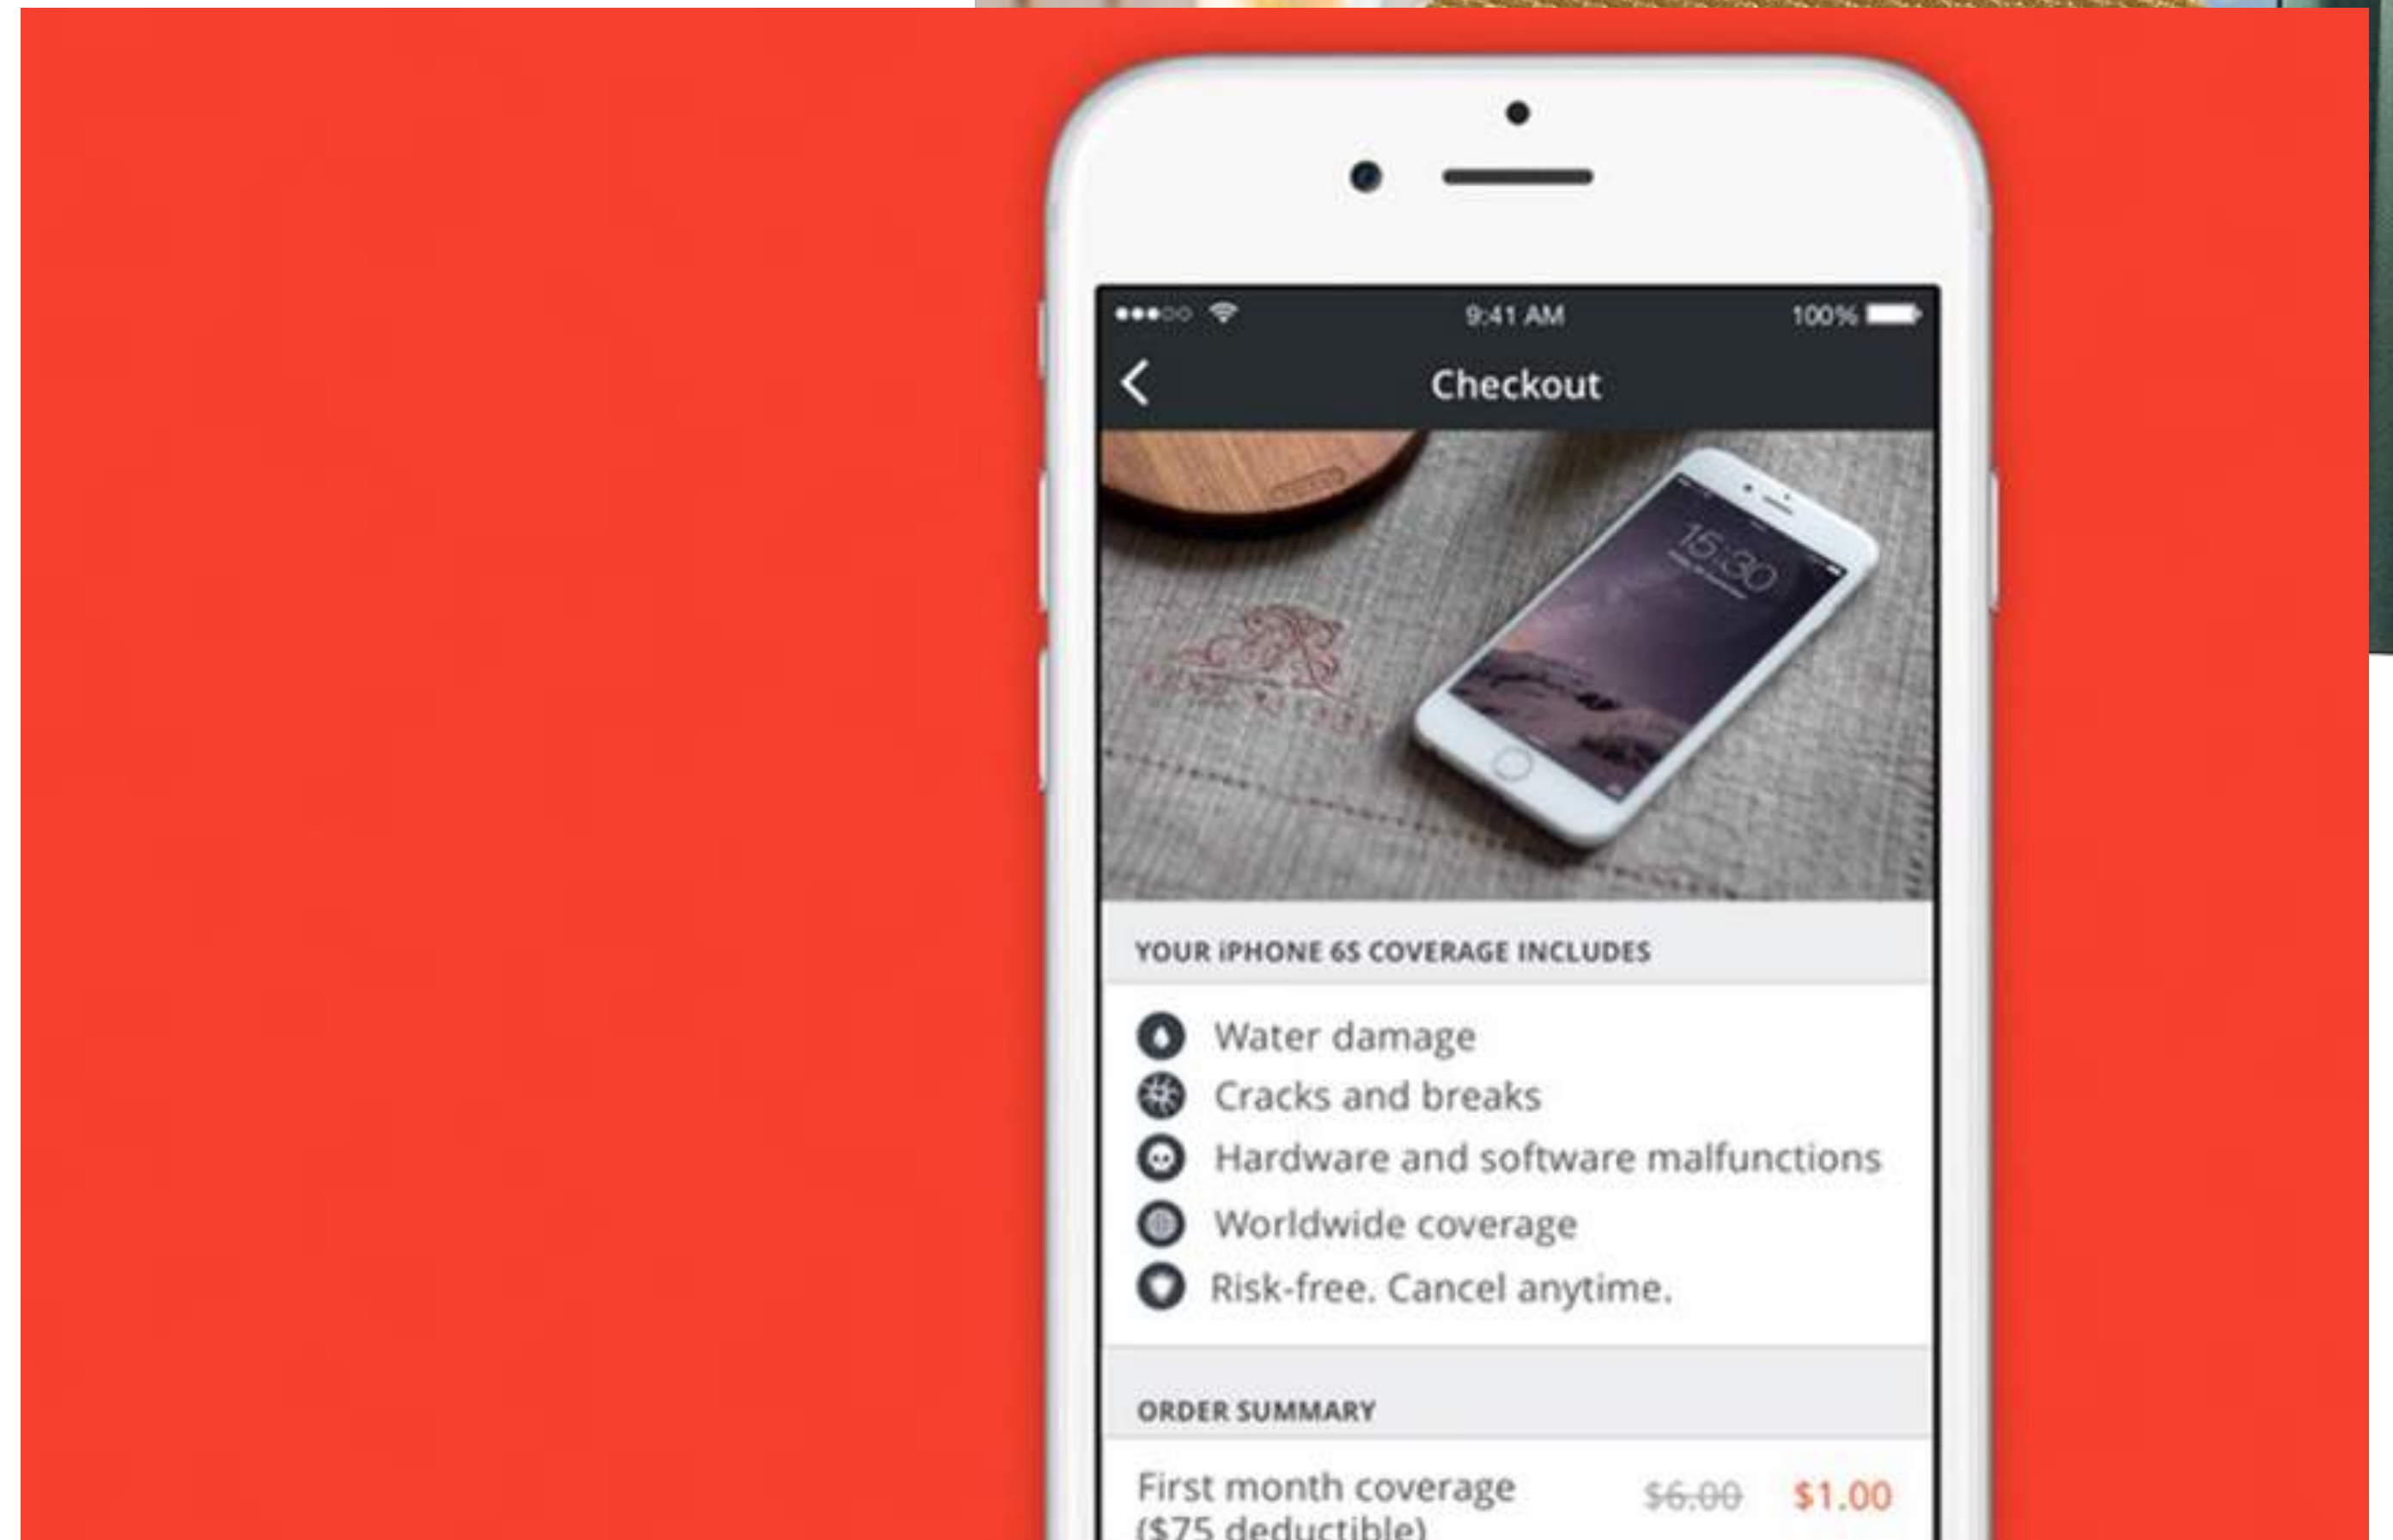 9:41 AM 100%
Checkout
15:30
YOUR iPHONE 6S COVERAGE INCLUDES
Water damage
Cracks and breaks
Hardware and software malfunctions
Worldwide coverage
Risk-free. Cancel anytime.
ORDER SUMMARY
First month coverage $6.00 $1.00
($75 deductible)